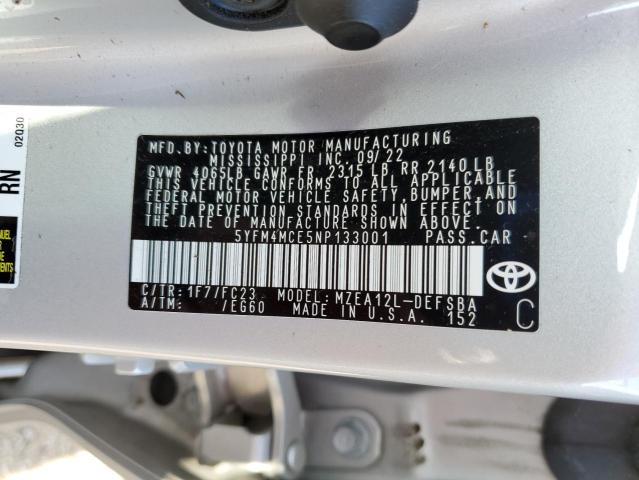 MFD. BY:TOYOTA MOTOR MANUFACTURING
MISSISSIPPI INC. 09/22
GVWR 4065LB GAWR FR. 2315 LB RR 2140 LB
THIS VEHICLE CONFORMS TO ALL APPLICABLE
FEDERAL MOTOR VEHICLE SAFETY,BUMPER,AND
THEFT PREVENTION STANDARDS IN EFFECT ON
THE DATE OF MANUFACTURE SHOWN ABOVE.
5YFM4MCE5NP133001 PASS.CAR
C/TR: 1F7/FC23 MODEL: MZEA12L-DEFSBA
A/TM: /EG60 MADE IN U.S.A. 152
C
RN
02030